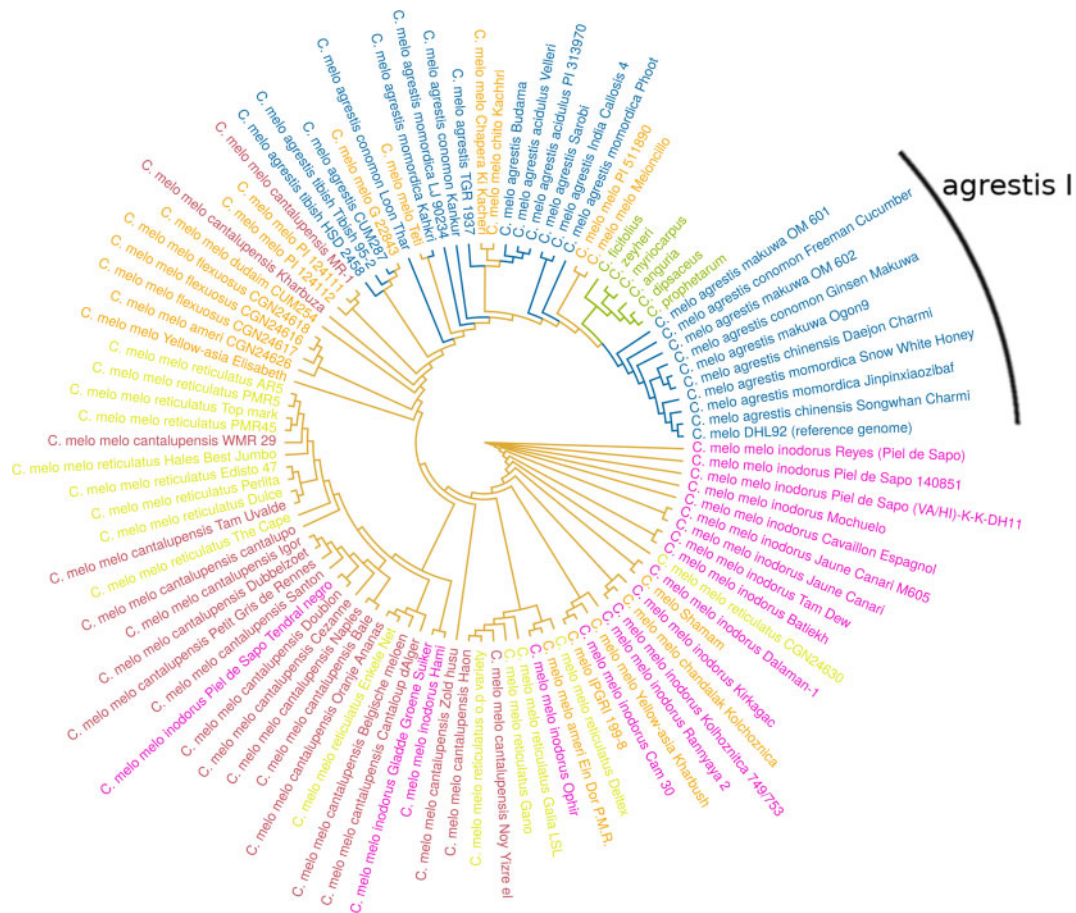 agrestis I
C. melo agrestis conomon Loon Thar
C. melo agrestis momordica Kahkri
C. melo agrestis momordica LJ 90234
C. melo agrestis conomon Kankur
C. melo agrestis TGR 1937
C. melo melo Chapera Ki Kacheri
C. melo melo chito Kachhri
C. melo agrestis Budama
C. melo agrestis acidulus Velleri
C. melo agrestis acidulus PI 313970
C. melo agrestis Sarobi
C. melo agrestis India Callosis 4
C. melo agrestis momordica Phoot
C. melo melo PI 511890
C. melo melo Meloncillo
C. ficifolius
C. zeyheri
C. myriocarpus
C. anguria
C. dipsaceus
C. prophetarum
C. melo agrestis makuwa OM 601
C. melo agrestis conomon Freeman Cucumber
C. melo agrestis makuwa OM 602
C. melo agrestis conomon Ginsen Makuwa
C. melo agrestis makuwa Ogon9
C. melo agrestis chinensis Daejon Charmi
C. melo agrestis momordica Snow White Honey
C. melo agrestis momordica Jinpinxiaozibaf
C. melo agrestis chinensis Songwhan Charmi
C. melo DHL92 (reference genome)
C. melo melo inodorus Reyes (Piel de Sapo)
C. melo melo inodorus Piel de Sapo 140851
C. melo melo inodorus Piel de Sapo (VA/HI)-K-K-DH11
C. melo melo inodorus Mochuelo
C. melo melo inodorus Cavaillon Espagnol
C. melo melo inodorus Jaune Canari M605
C. melo melo inodorus Jaune Canari
C. melo melo inodorus Tam Dew
C. melo melo inodorus Batiekh
C. melo melo reticulatus CGN24630
C. melo melo inodorus Dalaman-1
C. melo Shamam
C. melo melo inodorus Kirkagac
C. melo melo chandalak Kolchoznica
C. melo melo inodorus Kolhoznitca 749/753
C. melo melo inodorus Rannyaya 2
C. melo melo Yellow-asia Kharbush
C. melo IPGRI 199-8
C. melo melo inodorus Cam 30
C. melo melo reticulatus Deltex
C. melo melo ameri Ein Dor P.M.R.
C. melo melo inodorus Ophir
C. melo melo reticulatus Galia LSL
C. melo melo reticulatus Gano
C. melo melo cantalupensis Noy Yizre el
C. melo melo reticulatus o.p variety
C. melo melo cantalupensis Haon
C. melo melo cantalupensis Zold husu
C. melo melo inodorus Hami
C. melo melo inodorus Gladde Groene Suiker
C. melo melo cantalupensis Cantaloup dAlger
C. melo melo cantalupensis Belgische meloen
C. melo melo reticulatus Enkele Net
C. melo melo cantalupensis Oranje Ananas
C. melo melo cantalupensis Baie
C. melo melo cantalupensis Naples
C. melo melo cantalupensis Cezanne
C. melo melo cantalupensis Doublon
C. melo melo inodorus Piel de Sapo Tendral negro
C. melo melo cantalupensis Santon
C. melo melo cantalupensis Petit Gris de Rennes
C. melo melo cantalupensis Dubbelzoet
C. melo melo cantalupensis Igor
C. melo melo cantalupensis cantalupo
C. melo melo reticulatus The Cape
C. melo melo cantalupensis Tam Uvalde
C. melo melo reticulatus Dulce
C. melo melo reticulatus Perlita
C. melo melo reticulatus Edisto 47
C. melo melo reticulatus Hales Best Jumbo
C. melo melo cantalupensis WMR 29
C. melo melo reticulatus PMR45
C. melo melo reticulatus Top mark
C. melo melo reticulatus PMR5
C. melo melo reticulatus AR5
C. melo melo Yellow-asia Elisabeth
C. melo melo ameri CGN24626
C. melo melo flexuosus CGN24617
C. melo melo flexuosus CGN24616
C. melo melo flexuosus CGN24618
C. melo melo dudaim CUM254
C. melo melo cantalupensis Kharbuza
C. melo melo PI 124112
C. melo melo PI 124111
C. melo melo cantalupensis MR-1
C. melo agrestis tibish HSD 2458
C. melo agrestis tibish Tibish 95-2
C. melo agrestis CUM287
C. melo melo G 22843
C. melo melo Teti